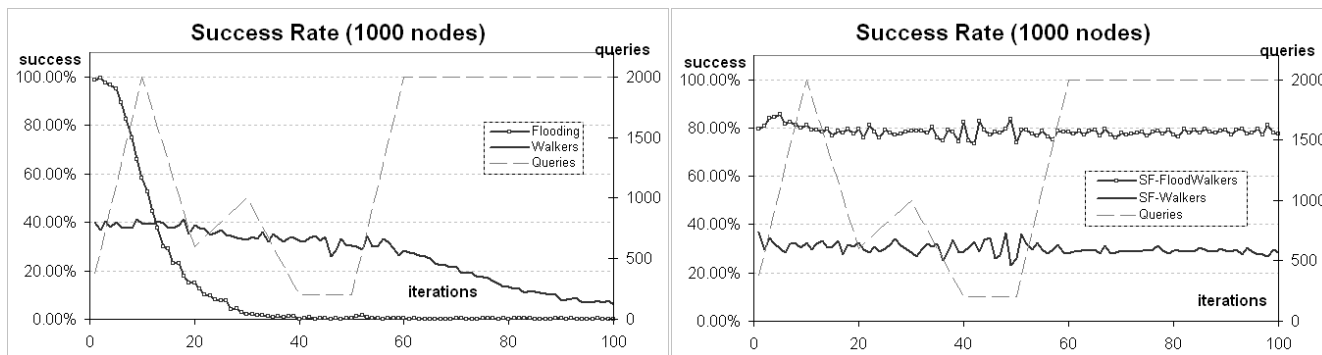 Success Rate (1000 nodes)
success
queries
100.00%
80.00%
60.00%
40.00%
20.00%
0.00%
2000
1500
1000
500
0
Flooding
Walkers
Queries
iterations
0
20
40
60
80
100
Success Rate (1000 nodes)
success
queries
100.00%
80.00%
60.00%
40.00%
20.00%
0.00%
2000
1500
1000
500
0
SF-FloodWalkers
SF-Walkers
Queries
iterations
0
20
40
60
80
100